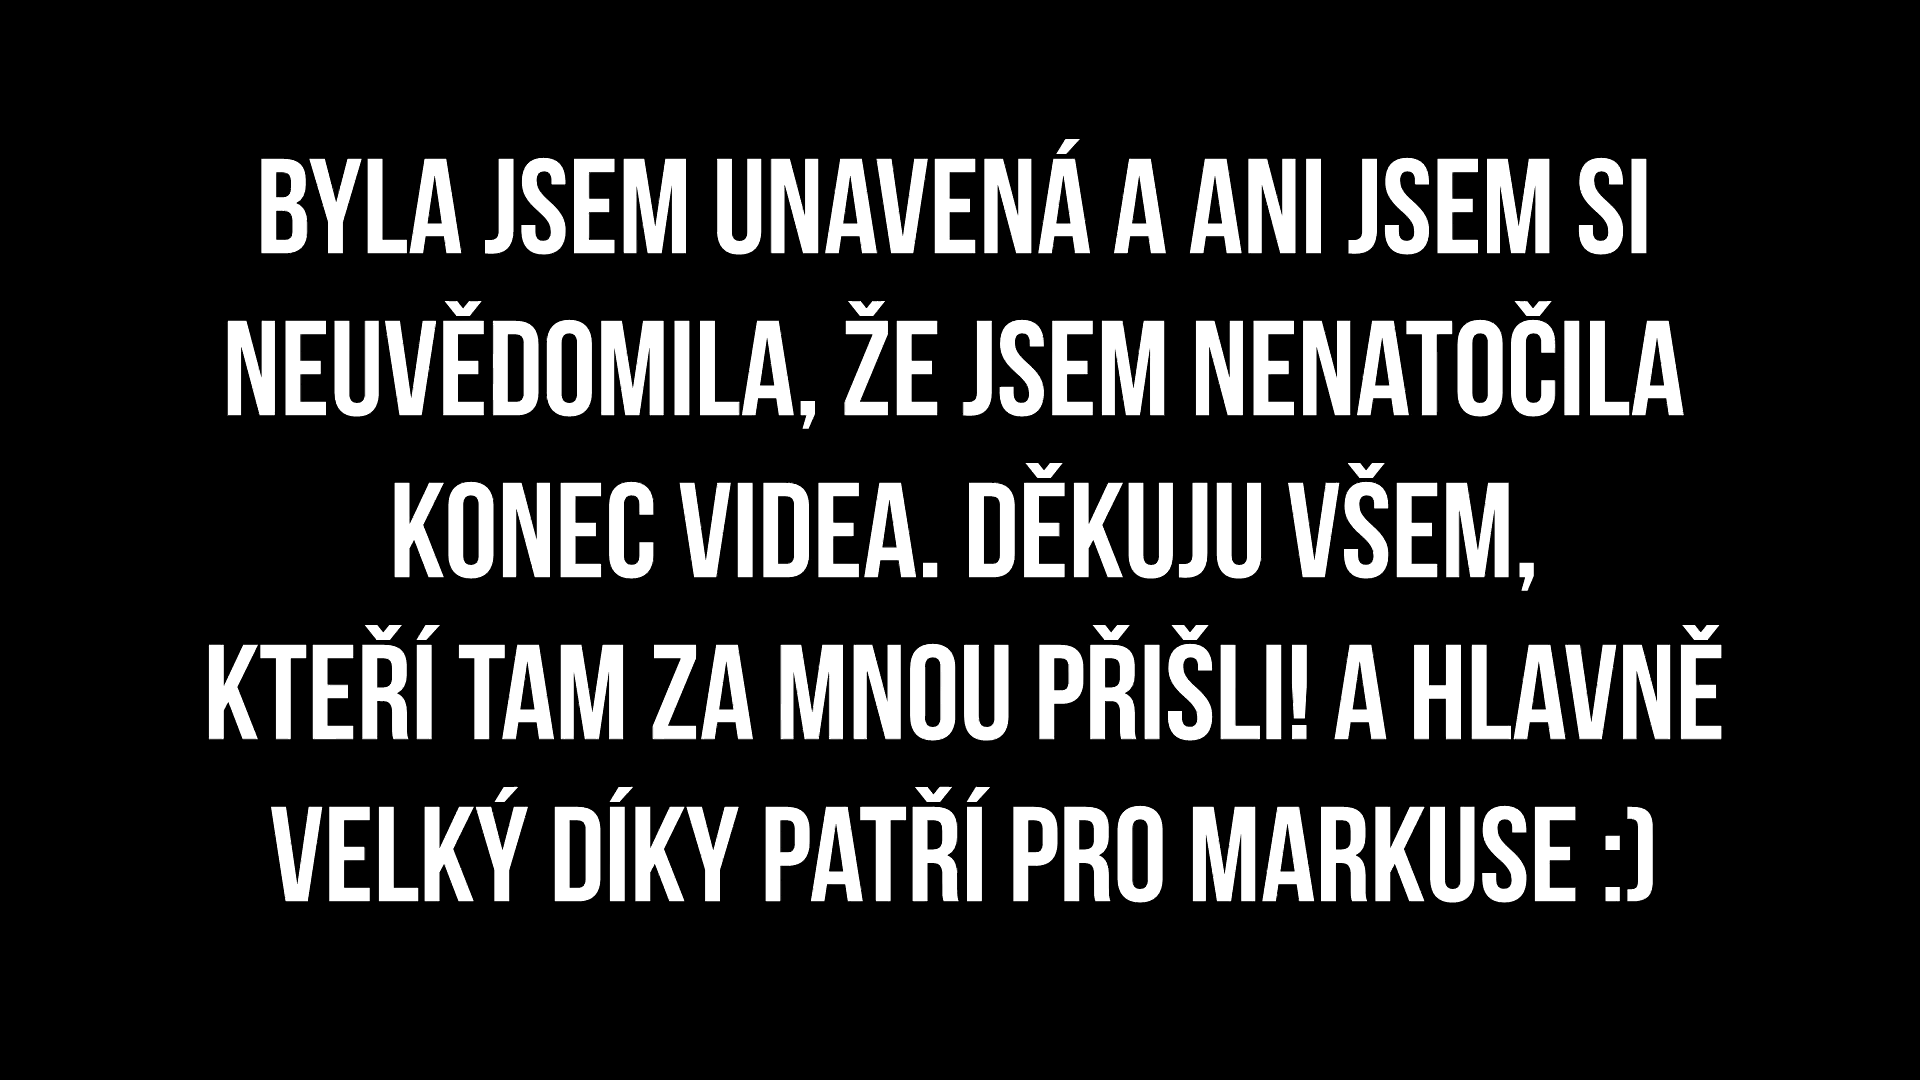 BYLA JSEM UNAVENÁ A ANI JSEM SI
NEUVĚDOMILA, ŽE JSEM NENATOČILA
KONEC VIDEA. DĚKUJU VŠEM,
KTEŘÍ TAM ZA MNOU PŘIŠLI! A HLAVNĚ
VELKÝ DÍKY PATŘÍ PRO MARKUSE :)